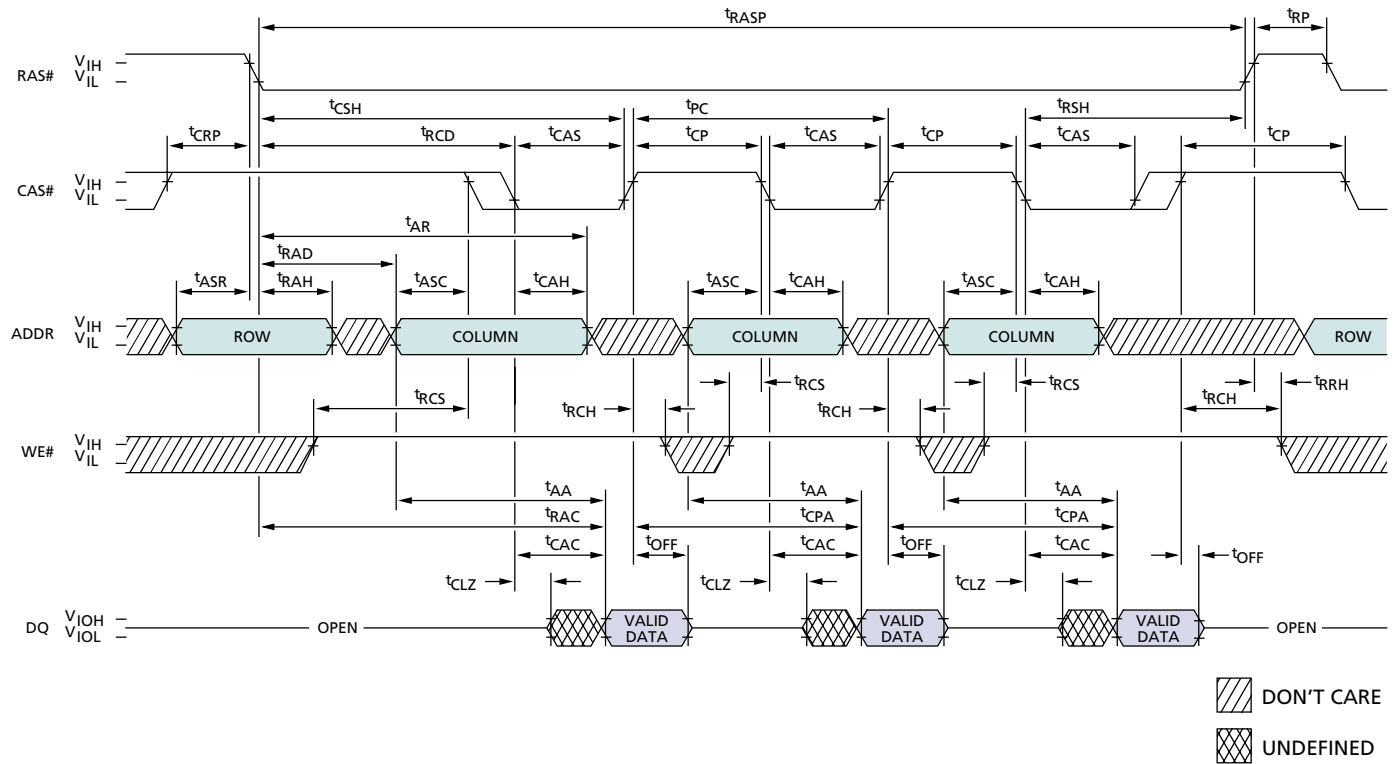 tRASP tRP
RAS# VIH
VIL
tCSH tPC tRSH
tCRP tRCD tCAS tCP tCAS tCP tCAS tCP
CAS# VIH
VIL
tAR
tRAD
tASR tRAH tASC tCAH tASC tCAH tASC tCAH
ADDR VIH
VIL
ROW COLUMN COLUMN COLUMN ROW
tRCS tRCH tRCS tRCH tRCS tRCH tRRH
WE# VIH
VIL
tAA tAA tAA
tRAC tCPA tCPA
tCAC tOFF tCAC tOFF tCAC tOFF
tCLZ tCLZ tCLZ
DQ VIOH
VIOL
OPEN VALID DATA VALID DATA VALID DATA OPEN
DON'T CARE
UNDEFINED